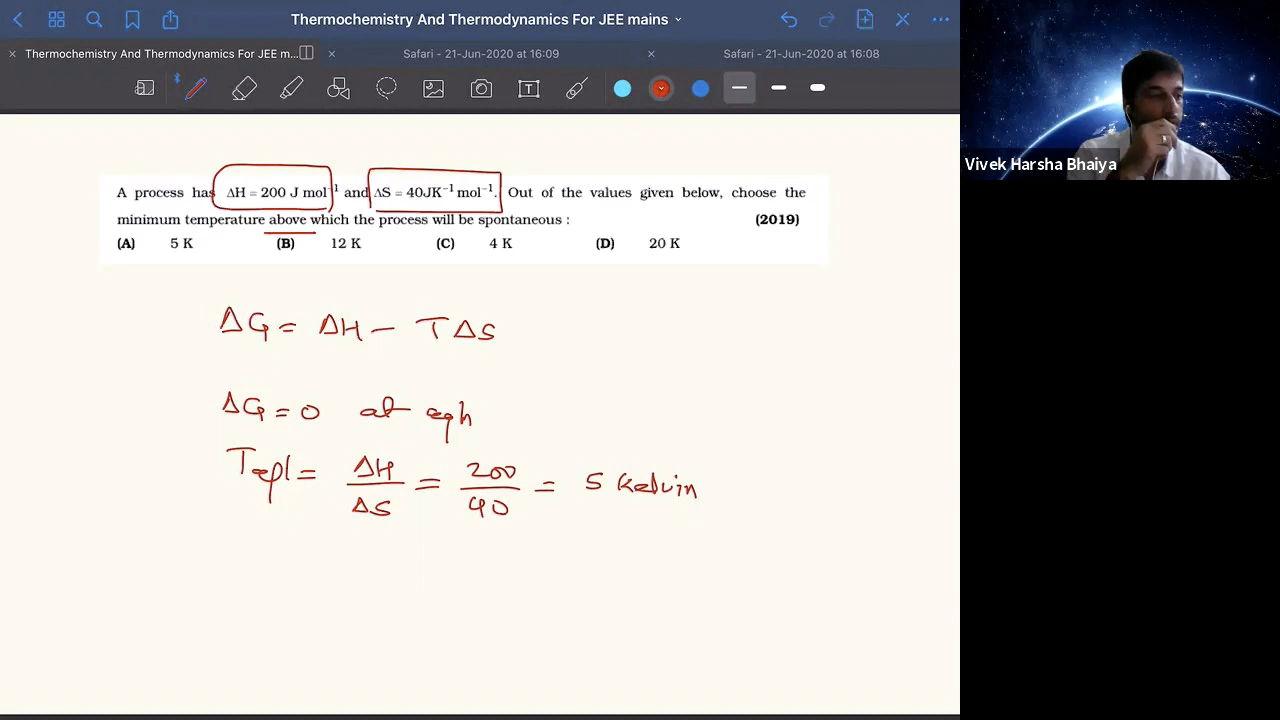 Thermochemistry And Thermodynamics For JEE mains
Thermochemistry And Thermodynamics For JEE m...
Safari - 21-Jun-2020 at 16:09
Safari - 21-Jun-2020 at 16:08
T
Vivek Harsha Bhaiya
A process has ΔH = 200 J mol⁻¹ and ΔS = 40JK⁻¹ mol⁻¹. Out of the values given below, choose the
minimum temperature above which the process will be spontaneous : (2019)
(A) 5 K (B) 12 K (C) 4 K (D) 20 K
ΔG = ΔH - TΔS
ΔG = 0 at eqb
Teql = ΔH/ΔS = 200/40 = 5 Kelvin